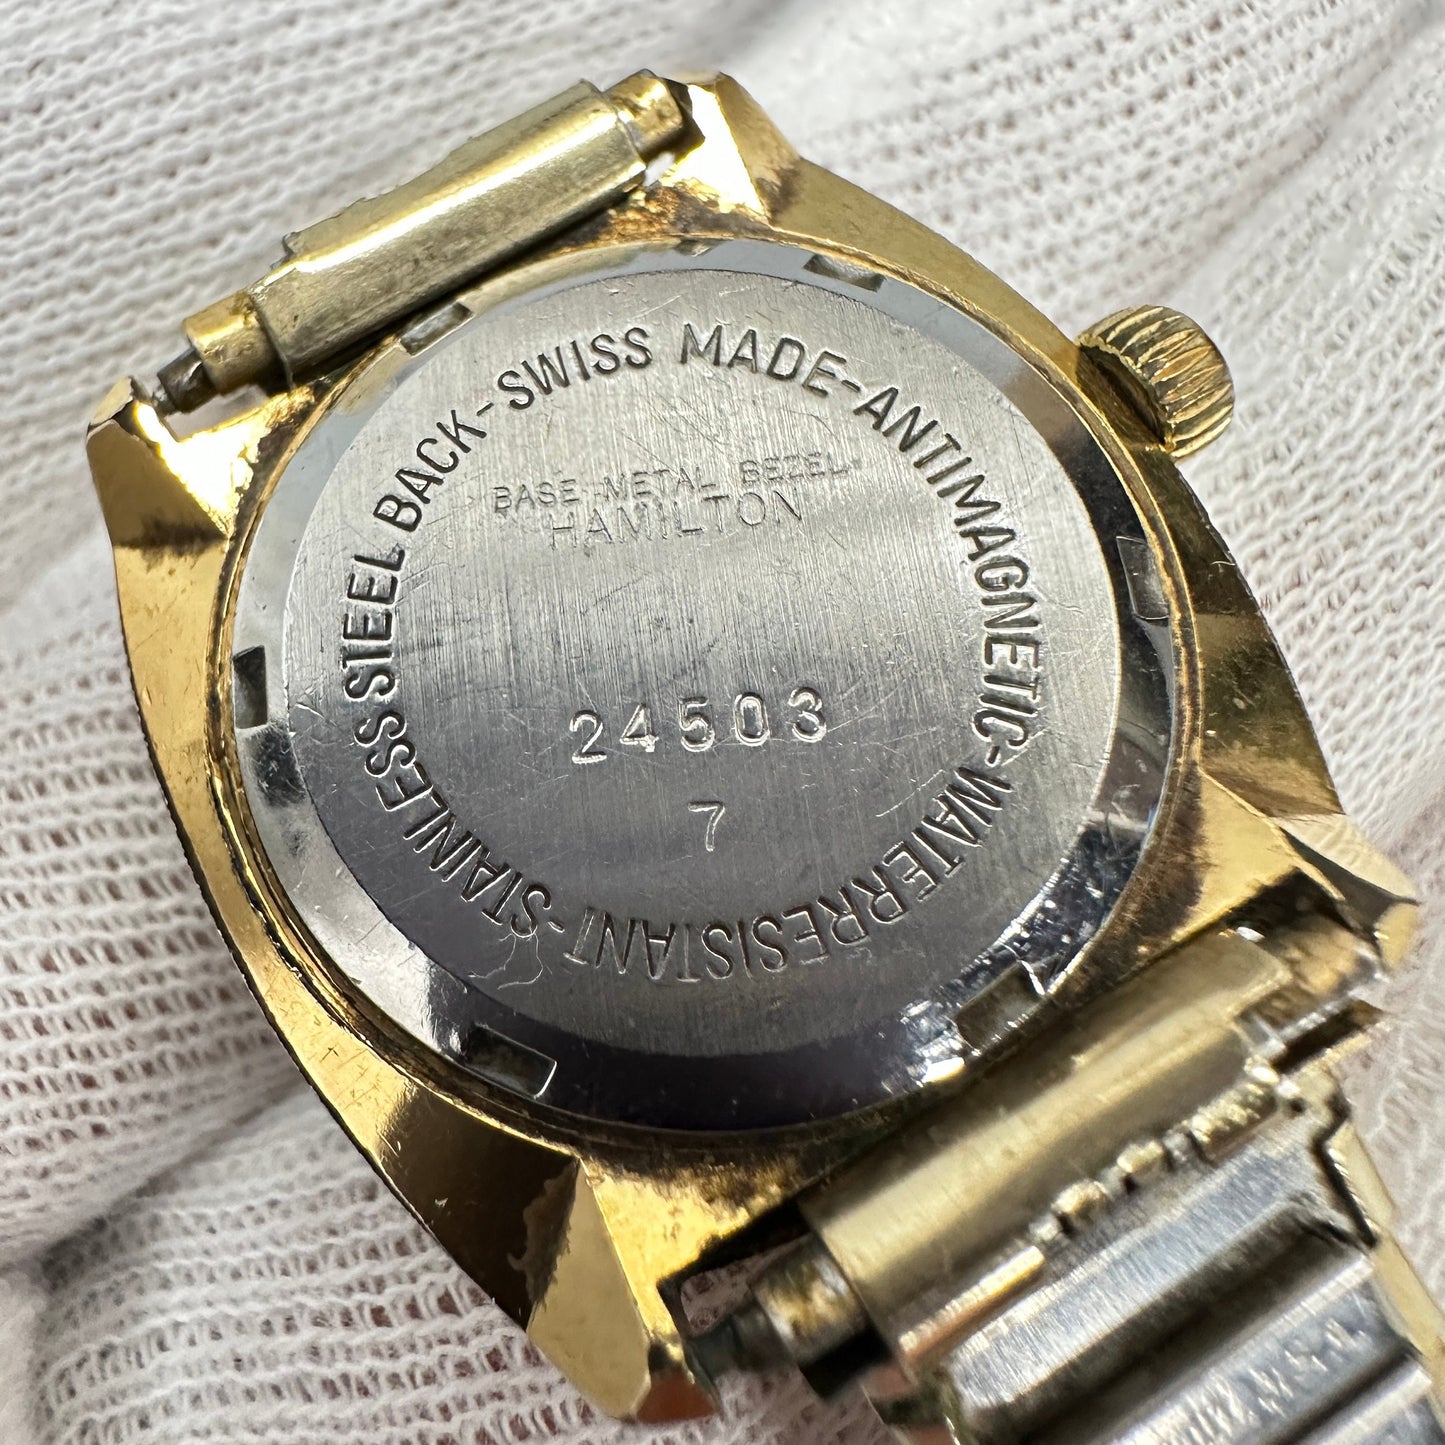 STAINLESS STEEL BACK-SWISS MADE-ANTIMAGNETIC-WATERRESISTANT-
BASE METAL BEZEL
HAMILTON
24503
7